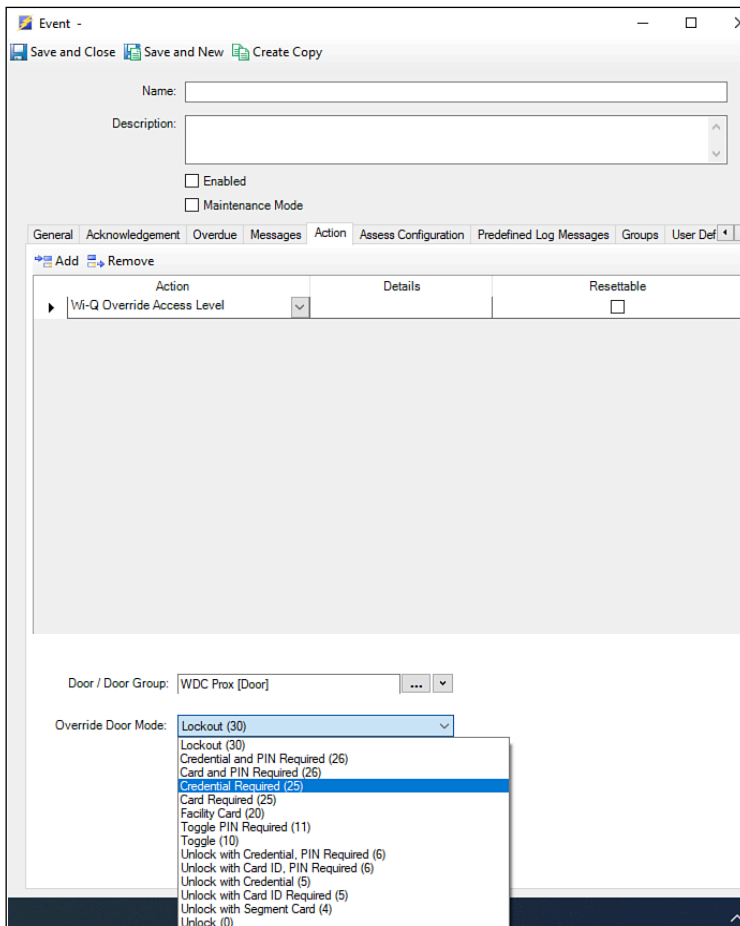 Event -
Save and Close Save and New Create Copy
Name:
Description:
Enabled
Maintenance Mode
General Acknowledgement Overdue Messages Action Assess Configuration Predefined Log Messages Groups User Def
Add Remove
Action Details Resettable
Wi-Q Override Access Level
Door / Door Group: WDC Prox [Door] ...
Override Door Mode: Lockout (30)
Lockout (30)
Credential and PIN Required (26)
Card and PIN Required (26)
Credential Required (25)
Card Required (25)
Facility Card (20)
Toggle PIN Required (11)
Toggle (10)
Unlock with Credential, PIN Required (6)
Unlock with Card ID, PIN Required (6)
Unlock with Credential (5)
Unlock with Card ID Required (5)
Unlock with Segment Card (4)
Unlock (0)